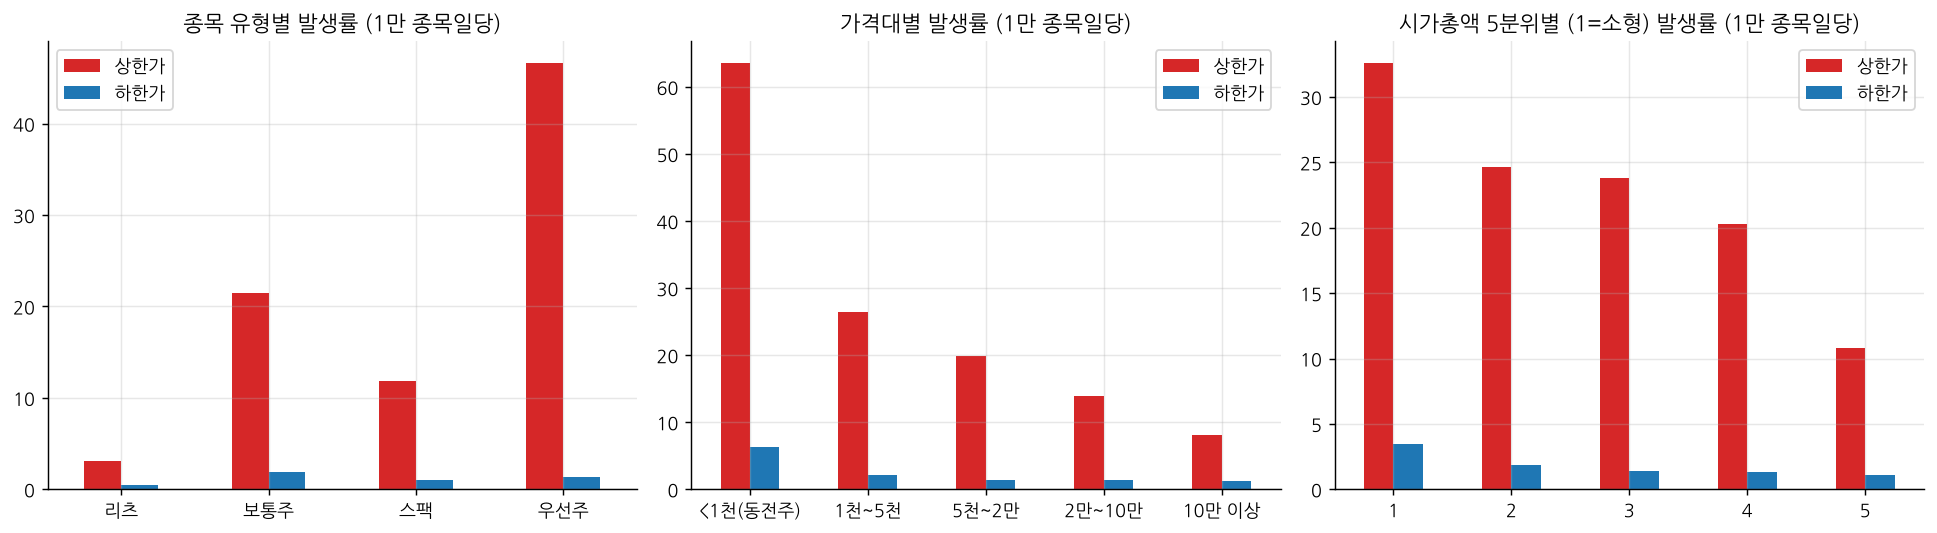 종목 유형별 발생률 (1만 종목일당)
상한가
하한가
40
30
20
10
0
리츠
보통주
스팩
우선주
가격대별 발생률 (1만 종목일당)
상한가
하한가
60
50
40
30
20
10
0
<1천(동전주)
1천~5천
5천~2만
2만~10만
10만 이상
시가총액 5분위별 (1=소형) 발생률 (1만 종목일당)
상한가
하한가
30
25
20
15
10
5
0
1
2
3
4
5